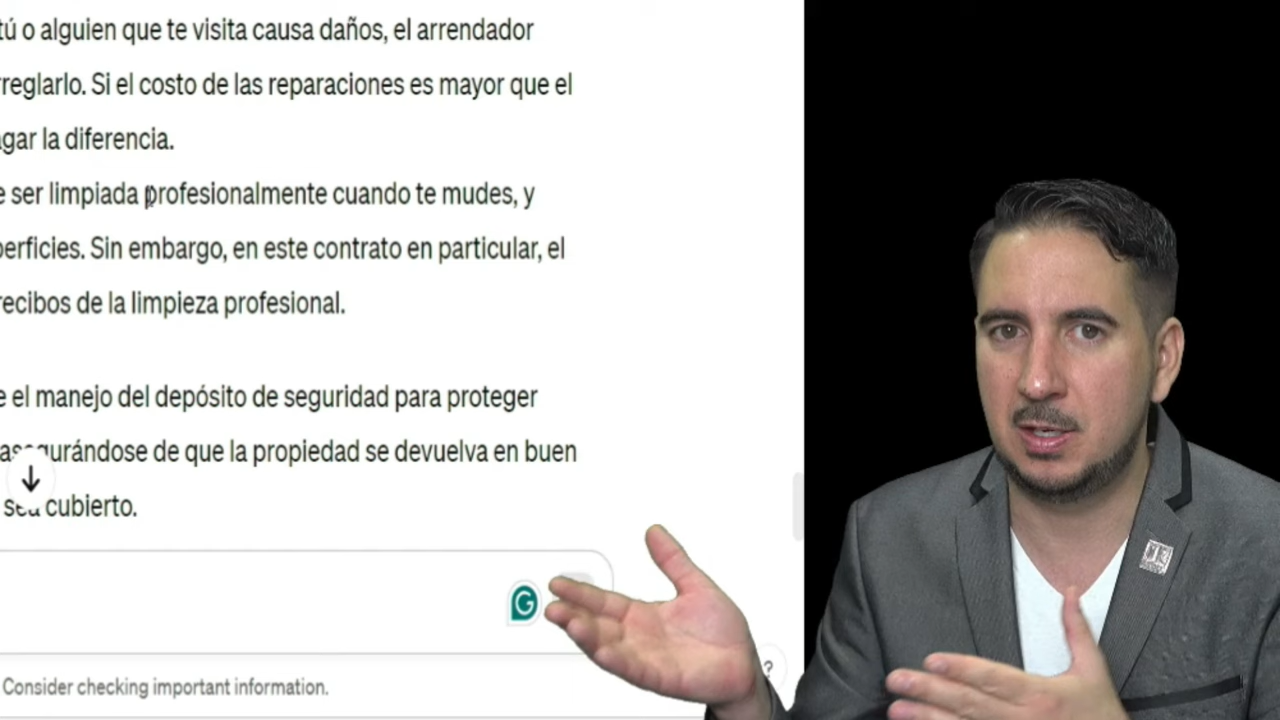 tú o alguien que te visita causa daños, el arrendador
rreglarlo. Si el costo de las reparaciones es mayor que el
agar la diferencia.
e ser limpiada profesionalmente cuando te mudes, y
perficies. Sin embargo, en este contrato en particular, el
recibos de la limpieza profesional.
e el manejo del depósito de seguridad para proteger
asegurándose de que la propiedad se devuelva en buen
sea cubierto.
G
Consider checking important information.
?